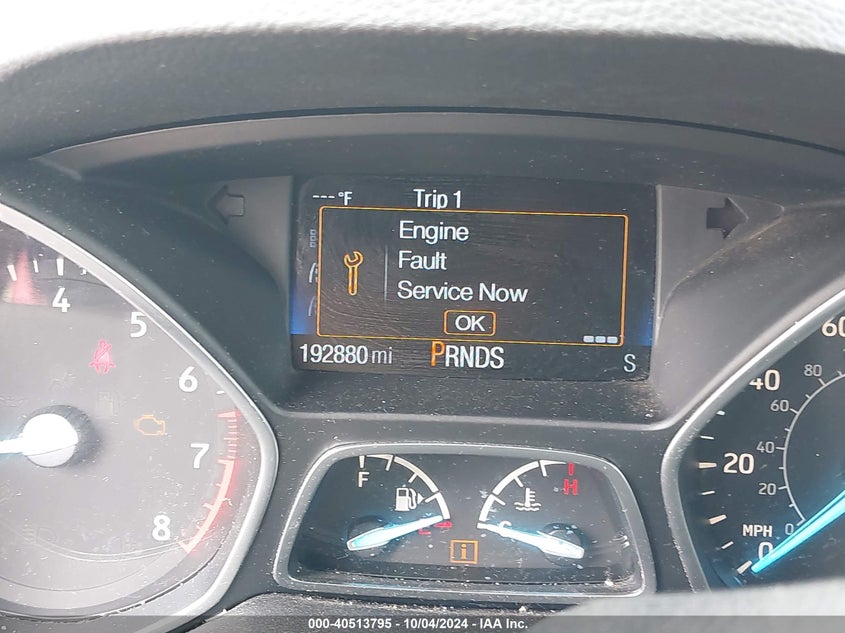 --- °F Trip 1
Engine
Fault
Service Now
OK
192880 mi PRNDS S
4
5
6
7
8
F
H
C
i
60
40
20
0
MPH
80
60
40
20
0
000-40513795 - 10/04/2024 - IAA Inc.